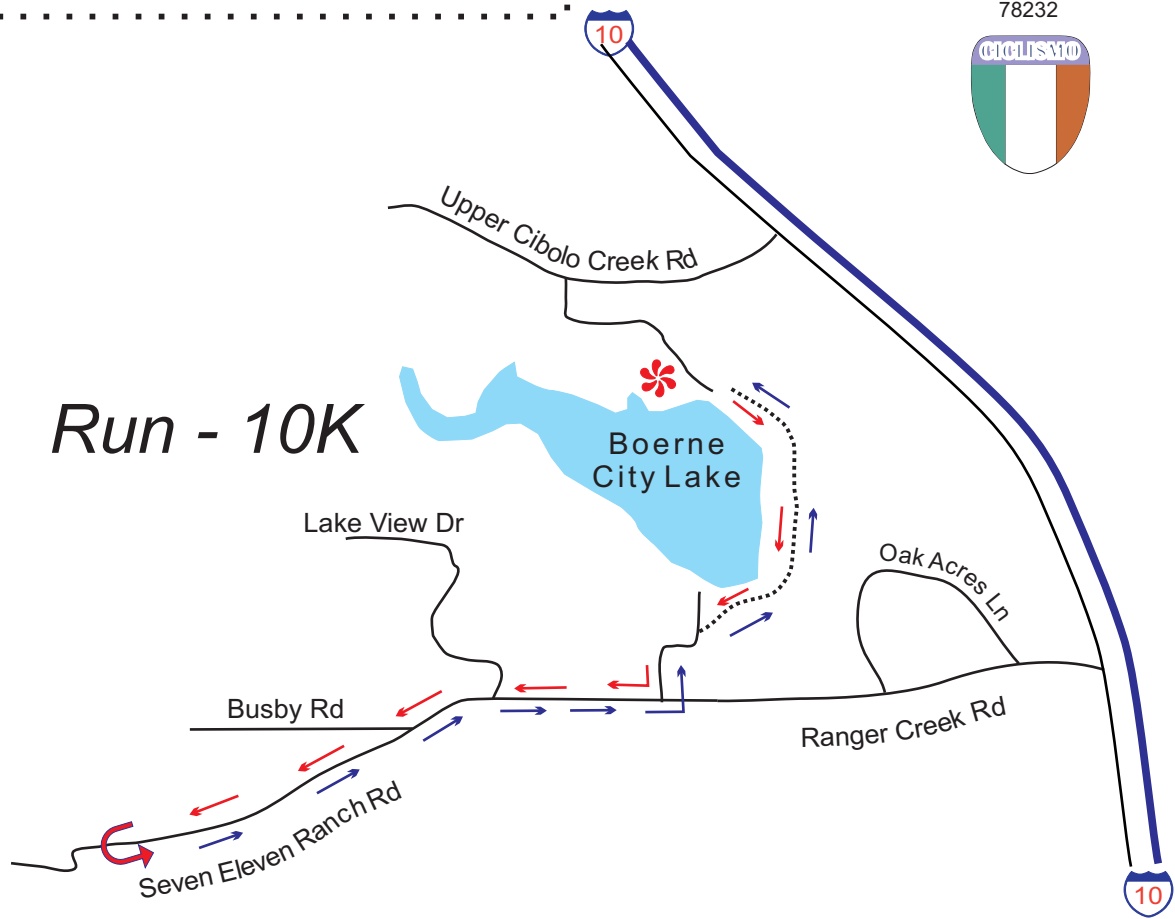 78232
10
CICLISMO
Upper Cibolo Creek Rd
Run - 10K
Boerne
City Lake
Lake View Dr
Oak Acres Ln
Busby Rd
Ranger Creek Rd
Seven Eleven Ranch Rd
10